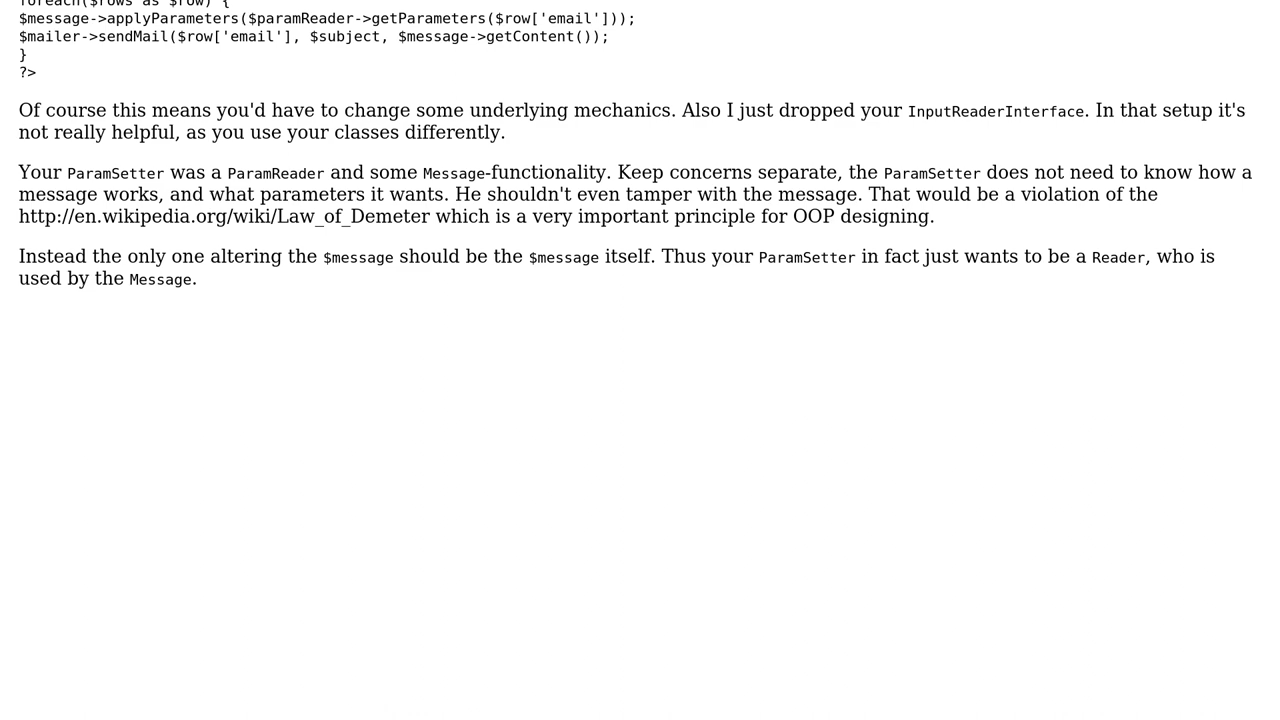 foreach($rows as $row) {
$message->applyParameters($paramReader->getParameters($row['email']));
$mailer->sendMail($row['email'], $subject, $message->getContent());
}
?>
Of course this means you'd have to change some underlying mechanics. Also I just dropped your InputReaderInterface. In that setup it's
not really helpful, as you use your classes differently.
Your ParamSetter was a ParamReader and some Message-functionality. Keep concerns separate, the ParamSetter does not need to know how a
message works, and what parameters it wants. He shouldn't even tamper with the message. That would be a violation of the
http://en.wikipedia.org/wiki/Law_of_Demeter which is a very important principle for OOP designing.
Instead the only one altering the $message should be the $message itself. Thus your ParamSetter in fact just wants to be a Reader, who is
used by the Message.